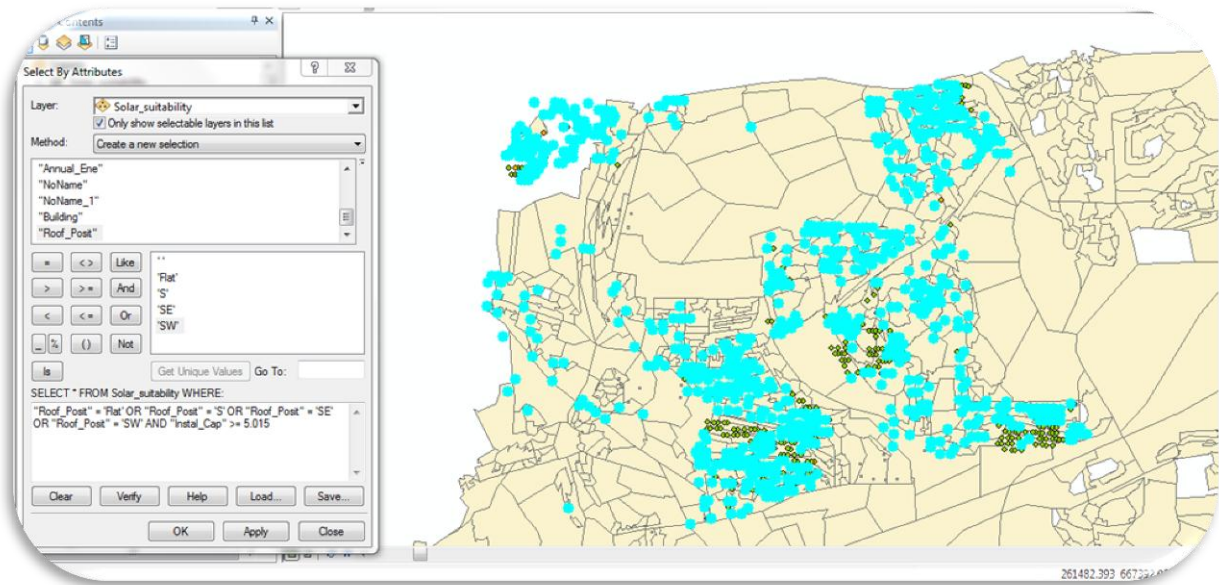 Contents
Select By Attributes
Layer: Solar_suitability
Only show selectable layers in this list
Method: Create a new selection
"Annual_Ene"
"NoName"
"NoName_1"
"Building"
"Roof_Posit"
= < > Like
> > = And
< < = Or
_ % ( ) Not
Is
' '
'Flat'
'S'
'SE'
'SW'
Get Unique Values Go To:
SELECT * FROM Solar_suitability WHERE:
"Roof_Posit" = 'Flat' OR "Roof_Posit" = 'S' OR "Roof_Posit" = 'SE'
OR "Roof_Posit" = 'SW' AND "Instal_Cap" >= 5.015
Clear Verify Help Load... Save...
OK Apply Close
261482.393